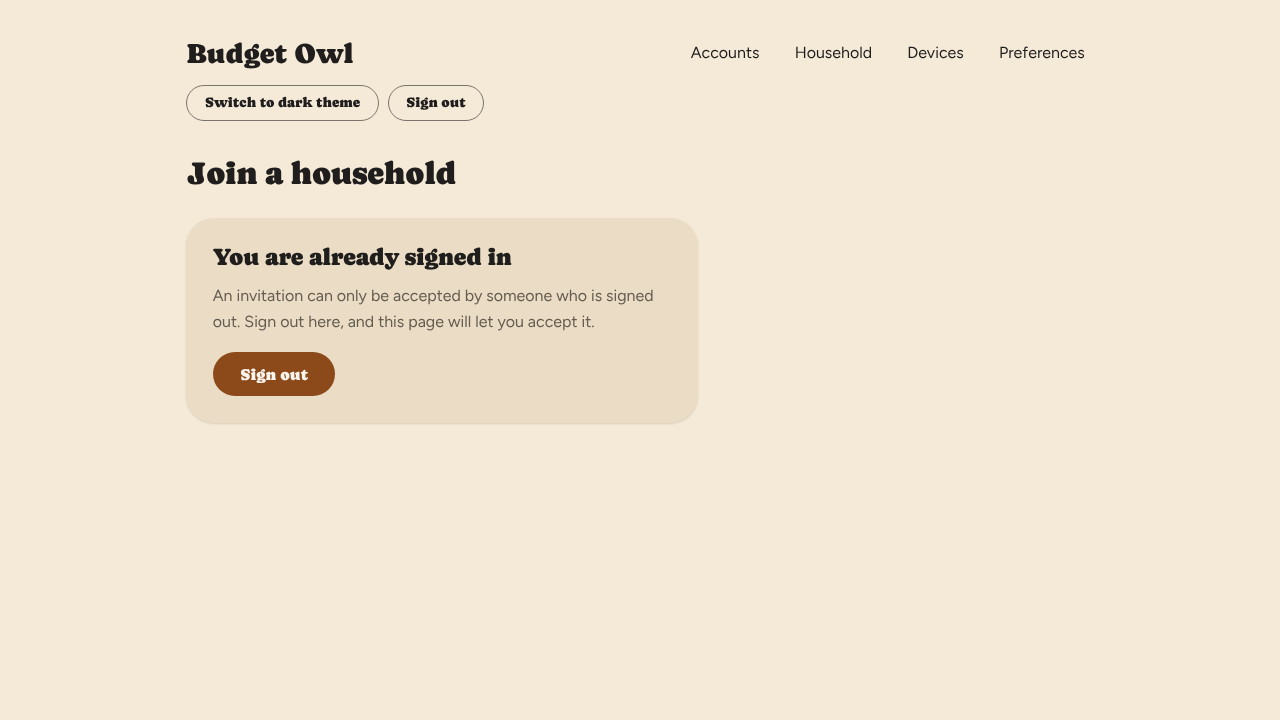 Budget Owl
Accounts Household Devices Preferences
Switch to dark theme Sign out
Join a household
You are already signed in
An invitation can only be accepted by someone who is signed
out. Sign out here, and this page will let you accept it.
Sign out